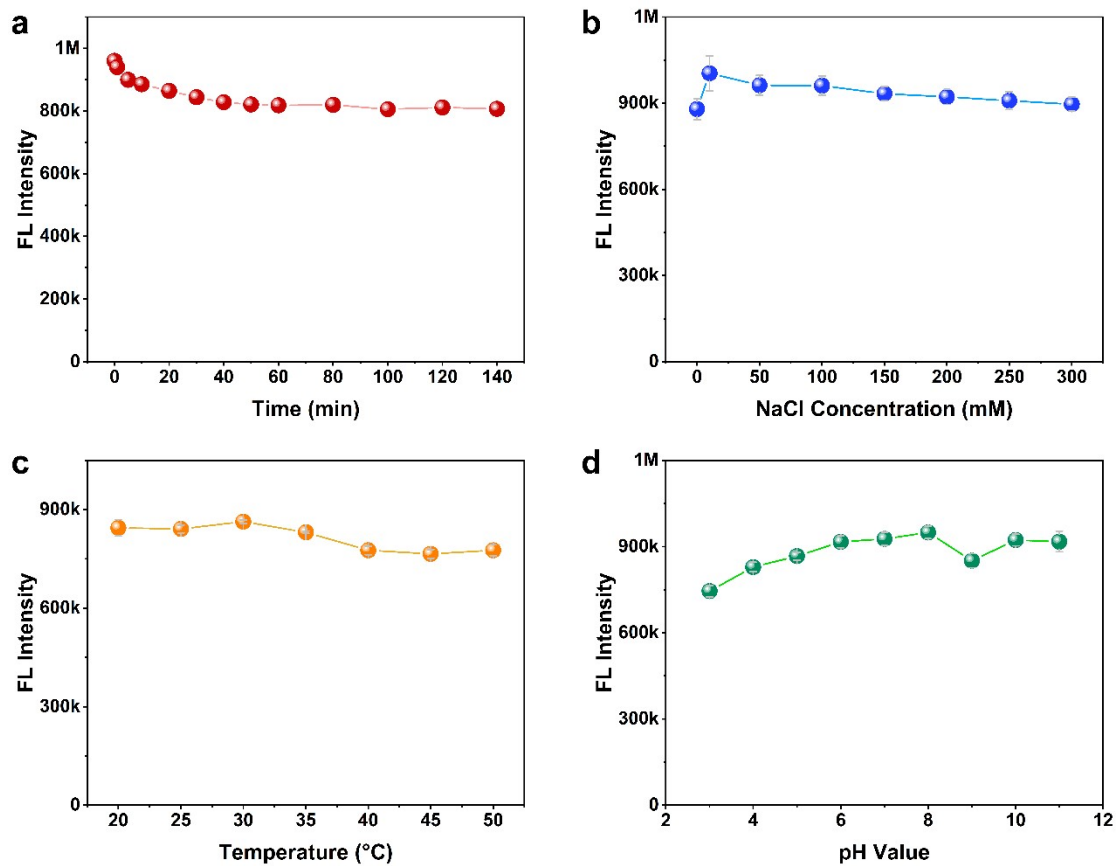 a
1M
800k
600k
400k
200k
0
FL Intensity
0 20 40 60 80 100 120 140
Time (min)
b
1M
900k
600k
300k
0
FL Intensity
0 50 100 150 200 250 300
NaCl Concentration (mM)
c
900k
600k
300k
0
FL Intensity
20 25 30 35 40 45 50
Temperature (°C)
d
1M
900k
600k
300k
0
FL Intensity
2 4 6 8 10 12
pH Value